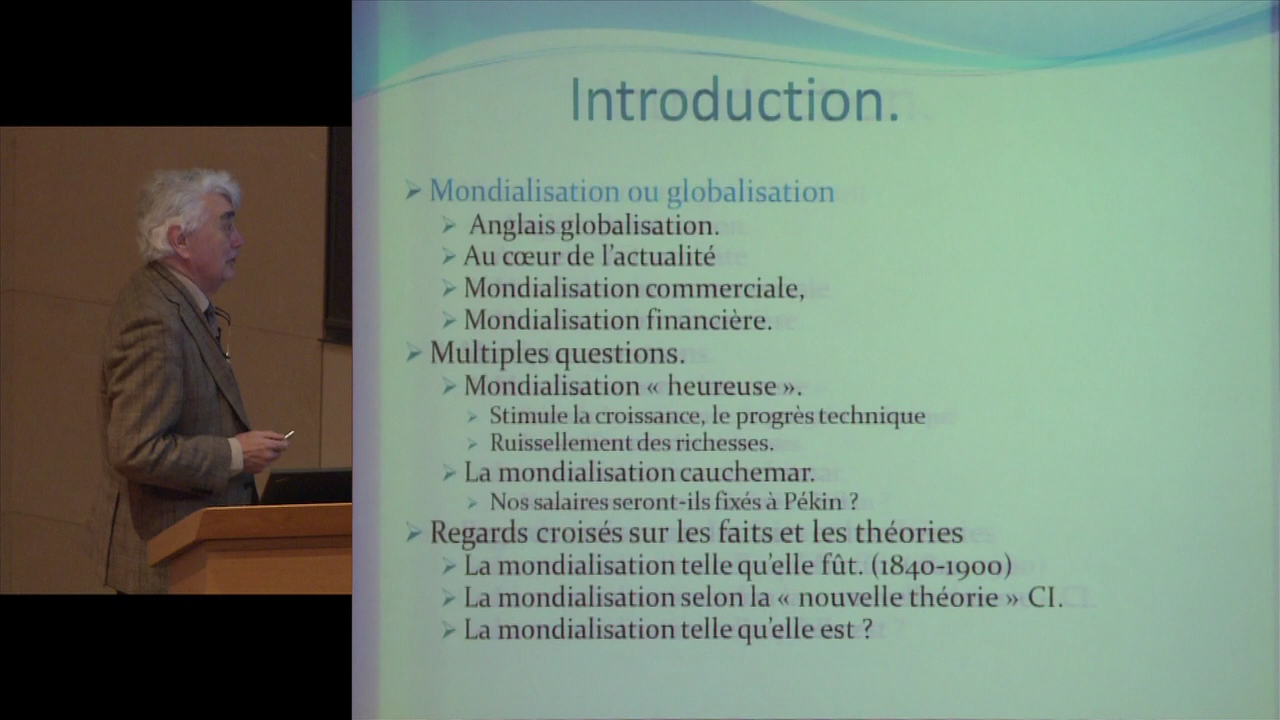 Introduction.
Mondialisation ou globalisation
Anglais globalisation.
Au cœur de l'actualité
Mondialisation commerciale,
Mondialisation financière.
Multiples questions.
Mondialisation « heureuse ».
Stimule la croissance, le progrès technique
Ruissellement des richesses.
La mondialisation cauchemar.
Nos salaires seront-ils fixés à Pékin ?
Regards croisés sur les faits et les théories
La mondialisation telle qu'elle fût. (1840-1900)
La mondialisation selon la « nouvelle théorie » CI.
La mondialisation telle qu'elle est ?